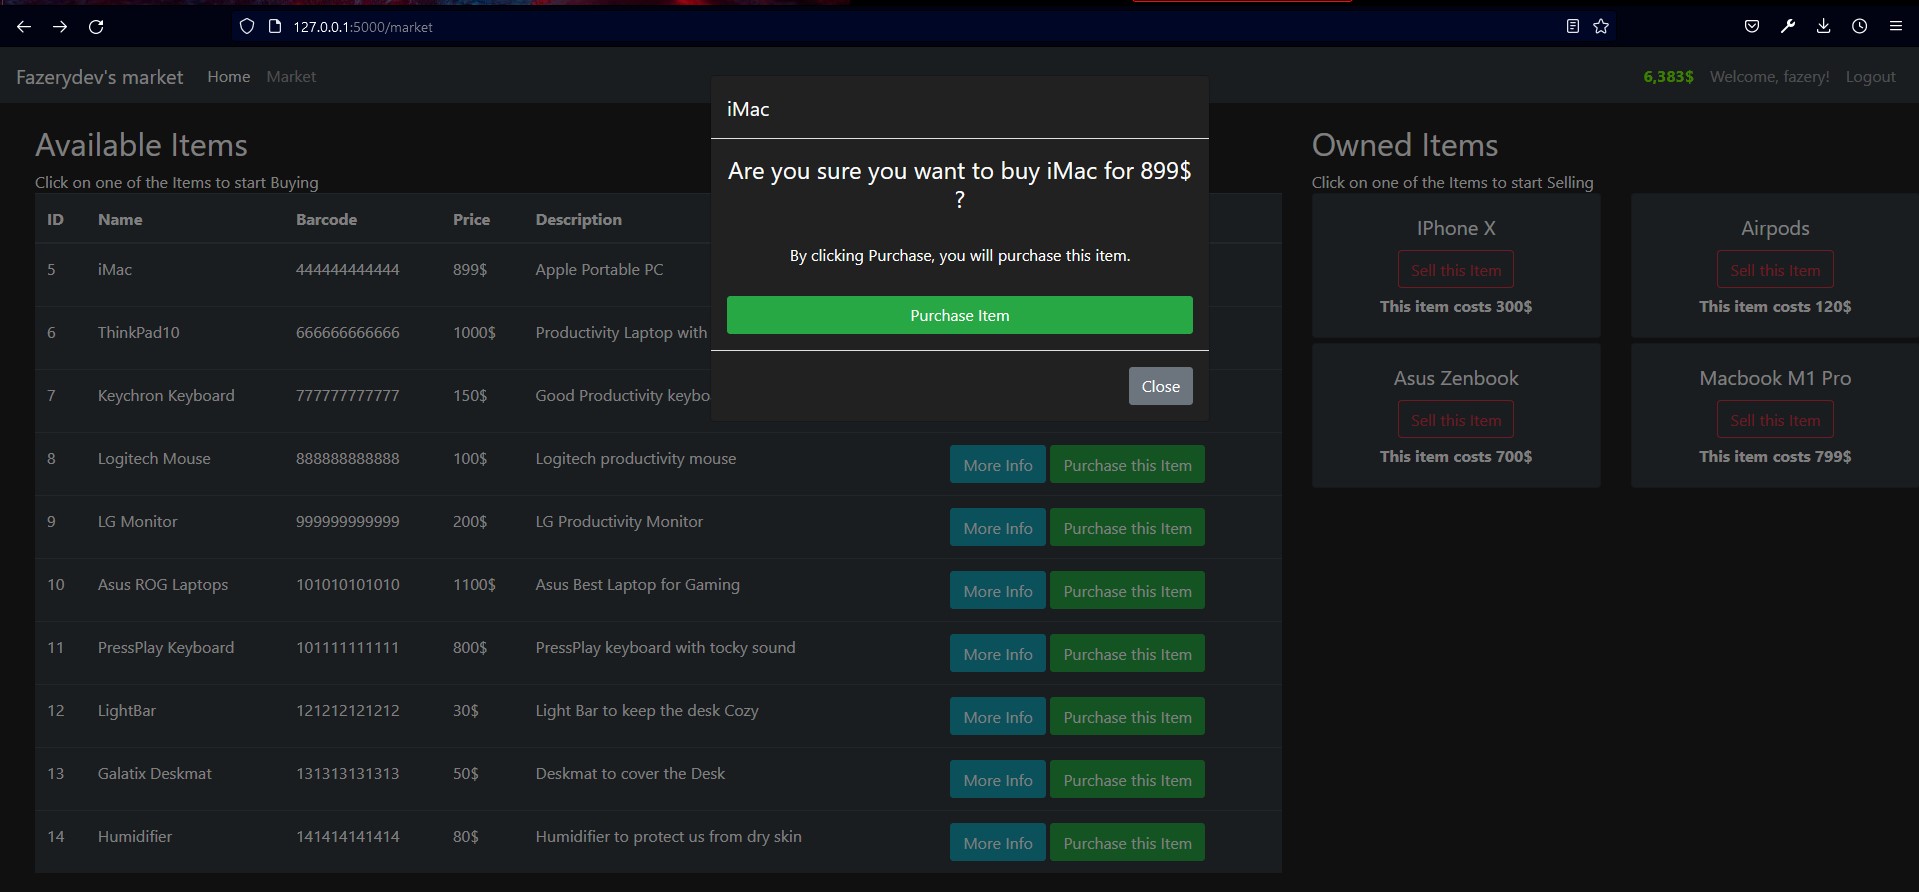 127.0.0.1:5000/market
Fazerydev's market Home Market 6,383$ Welcome, fazery! Logout
iMac
Are you sure you want to buy iMac for 899$
?
By clicking Purchase, you will purchase this item.
Purchase Item
Close
Available Items
Click on one of the Items to start Buying
ID Name Barcode Price Description
5 iMac 444444444444 899$ Apple Portable PC
6 ThinkPad10 666666666666 1000$ Productivity Laptop with
7 Keychron Keyboard 777777777777 150$ Good Productivity keybo
8 Logitech Mouse 888888888888 100$ Logitech productivity mouse More Info Purchase this Item
9 LG Monitor 999999999999 200$ LG Productivity Monitor More Info Purchase this Item
10 Asus ROG Laptops 101010101010 1100$ Asus Best Laptop for Gaming More Info Purchase this Item
11 PressPlay Keyboard 101111111111 800$ PressPlay keyboard with tocky sound More Info Purchase this Item
12 LightBar 121212121212 30$ Light Bar to keep the desk Cozy More Info Purchase this Item
13 Galatix Deskmat 131313131313 50$ Deskmat to cover the Desk More Info Purchase this Item
14 Humidifier 141414141414 80$ Humidifier to protect us from dry skin More Info Purchase this Item
Owned Items
Click on one of the Items to start Selling
IPhone X
Sell this Item
This item costs 300$
Airpods
Sell this Item
This item costs 120$
Asus Zenbook
Sell this Item
This item costs 700$
Macbook M1 Pro
Sell this Item
This item costs 799$